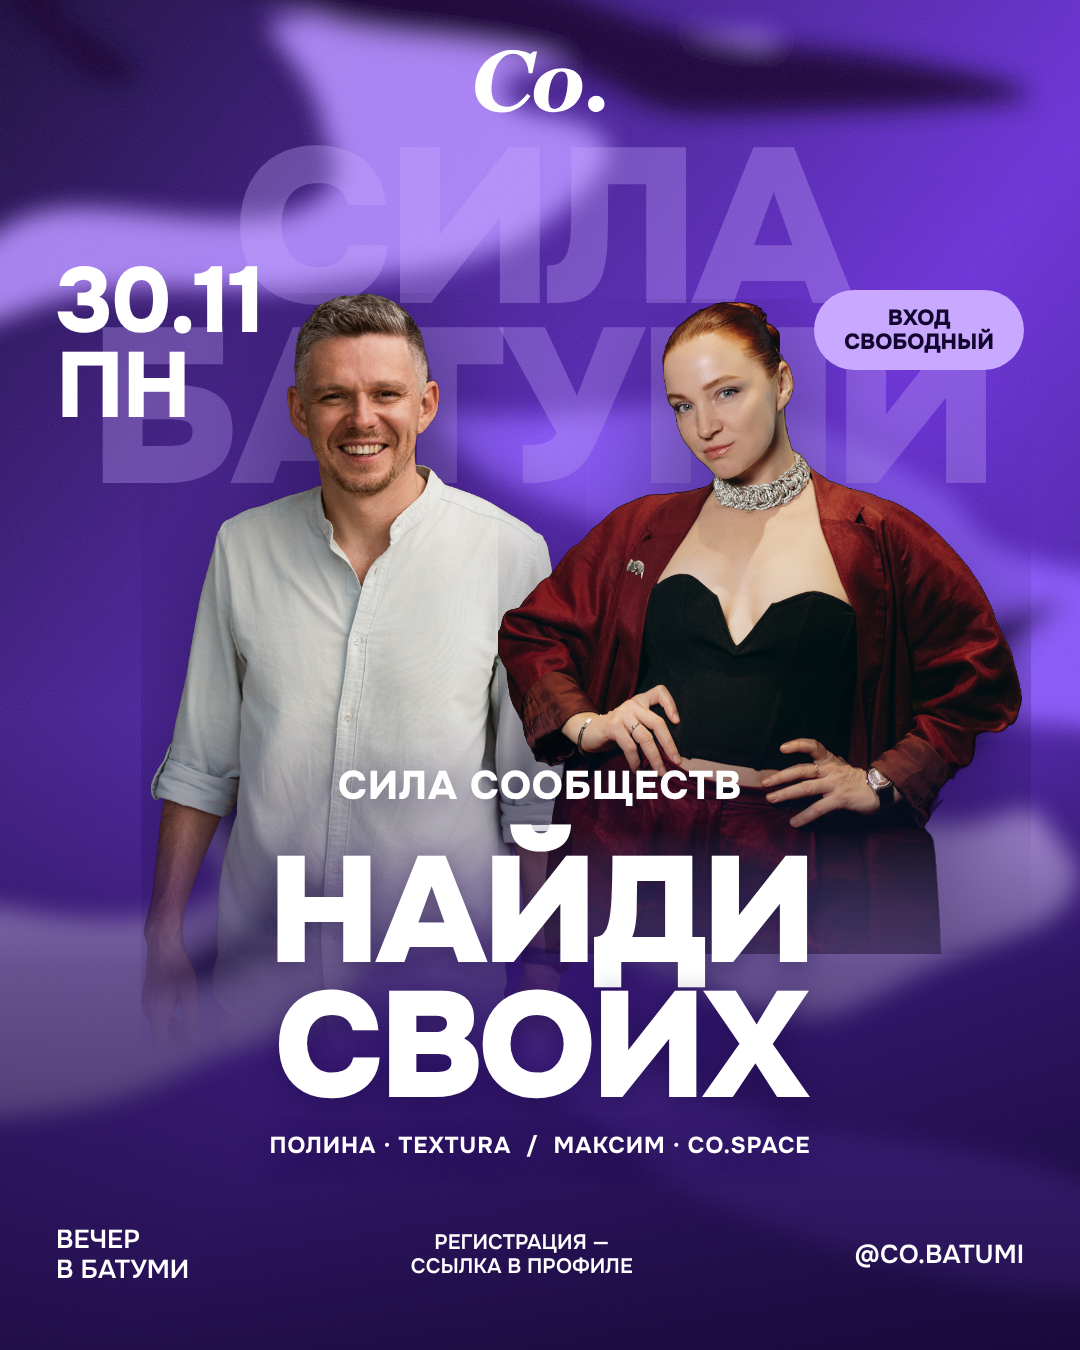 Co.
СИЛА
БАТУМИ
30.11
ПН
ВХОД
СВОБОДНЫЙ
СИЛА СООБЩЕСТВ
НАЙДИ
СВОИХ
ПОЛИНА · TEXTURA / МАКСИМ · CO.SPACE
ВЕЧЕР
В БАТУМИ
РЕГИСТРАЦИЯ —
ССЫЛКА В ПРОФИЛЕ
@CO.BATUMI